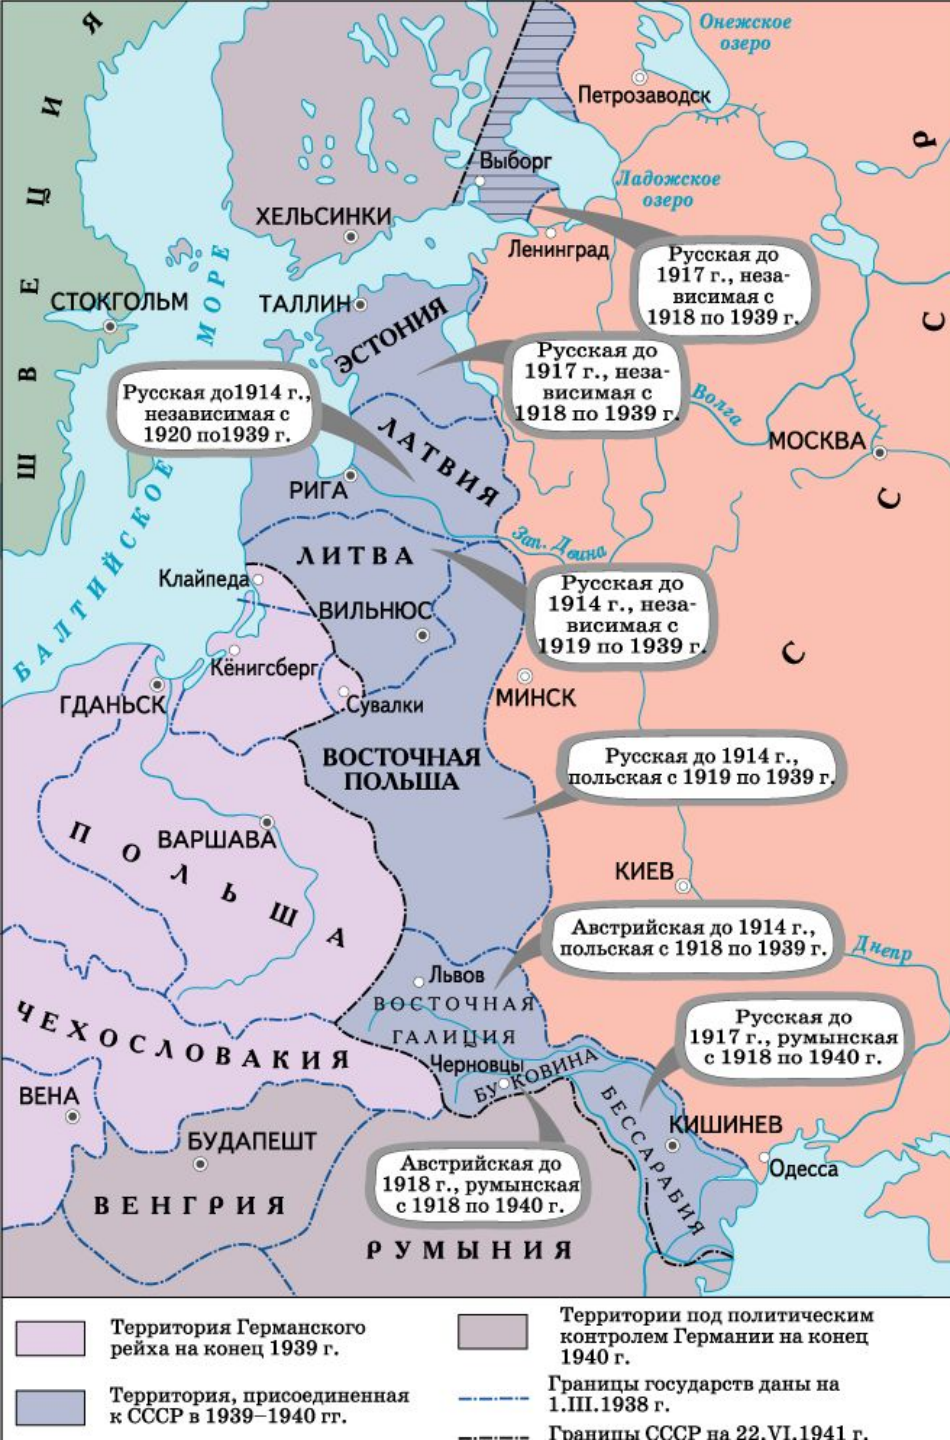 Онежское
озеро
Петрозаводск
Выборг
Ладожское
озеро
ХЕЛЬСИНКИ
Ленинград
Русская до
1917 г., неза-
висимая с
1918 по 1939 г.
ШВЕЦИЯ
СТОКГОЛЬМ
БАЛТИЙСКОЕ МОРЕ
ТАЛЛИН
ЭСТОНИЯ
Русская до
1917 г., неза-
висимая с
1918 по 1939 г.
Русская до1914 г.,
независимая с
1920 по1939 г.
ЛАТВИЯ
Волга
МОСКВА
С С С Р
РИГА
Зап. Двина
ЛИТВА
Клайпеда
ВИЛЬНЮС
Русская до
1914 г., неза-
висимая с
1919 по 1939 г.
Кёнигсберг
ГДАНЬСК
Сувалки
МИНСК
ВОСТОЧНАЯ
ПОЛЬША
Русская до 1914 г.,
польская с 1919 по 1939 г.
ПОЛЬША
ВАРШАВА
КИЕВ
Австрийская до 1914 г.,
польская с 1918 по 1939 г.
Днепр
Львов
ВОСТОЧНАЯ
ГАЛИЦИЯ
ЧЕХОСЛОВАКИЯ
Черновцы
БУКОВИНА
Русская до
1917 г., румынская
с 1918 по 1940 г.
ВЕНА
БЕССАРАБИЯ
КИШИНЕВ
БУДАПЕШТ
Одесса
Австрийская до
1918 г., румынская
с 1918 по 1940 г.
ВЕНГРИЯ
РУМЫНИЯ
Территория Германского
рейха на конец 1939 г.
Территория, присоединенная
к СССР в 1939–1940 гг.
Территории под политическим
контролем Германии на конец
1940 г.
Границы государств даны на
1.III.1938 г.
Границы СССР на 22.VI.1941 г.